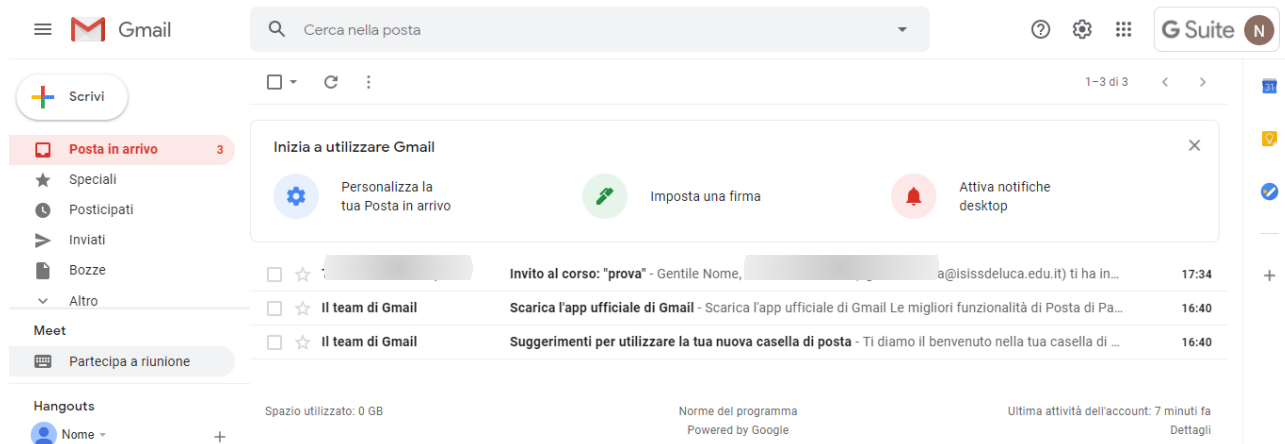 Gmail
Cerca nella posta
G Suite N
Scrivi
1–3 di 3
31
Posta in arrivo 3
Speciali
Posticipati
Inviati
Bozze
Altro
Inizia a utilizzare Gmail
Personalizza la
tua Posta in arrivo
Imposta una firma
Attiva notifiche
desktop
Invito al corso: "prova" - Gentile Nome, a@isissdeluca.edu.it) ti ha in... 17:34
Il team di Gmail Scarica l'app ufficiale di Gmail - Scarica l'app ufficiale di Gmail Le migliori funzionalità di Posta di Pa... 16:40
Il team di Gmail Suggerimenti per utilizzare la tua nuova casella di posta - Ti diamo il benvenuto nella tua casella di ... 16:40
Meet
Partecipa a riunione
Hangouts
Nome
Spazio utilizzato: 0 GB
Norme del programma
Powered by Google
Ultima attività dell'account: 7 minuti fa
Dettagli